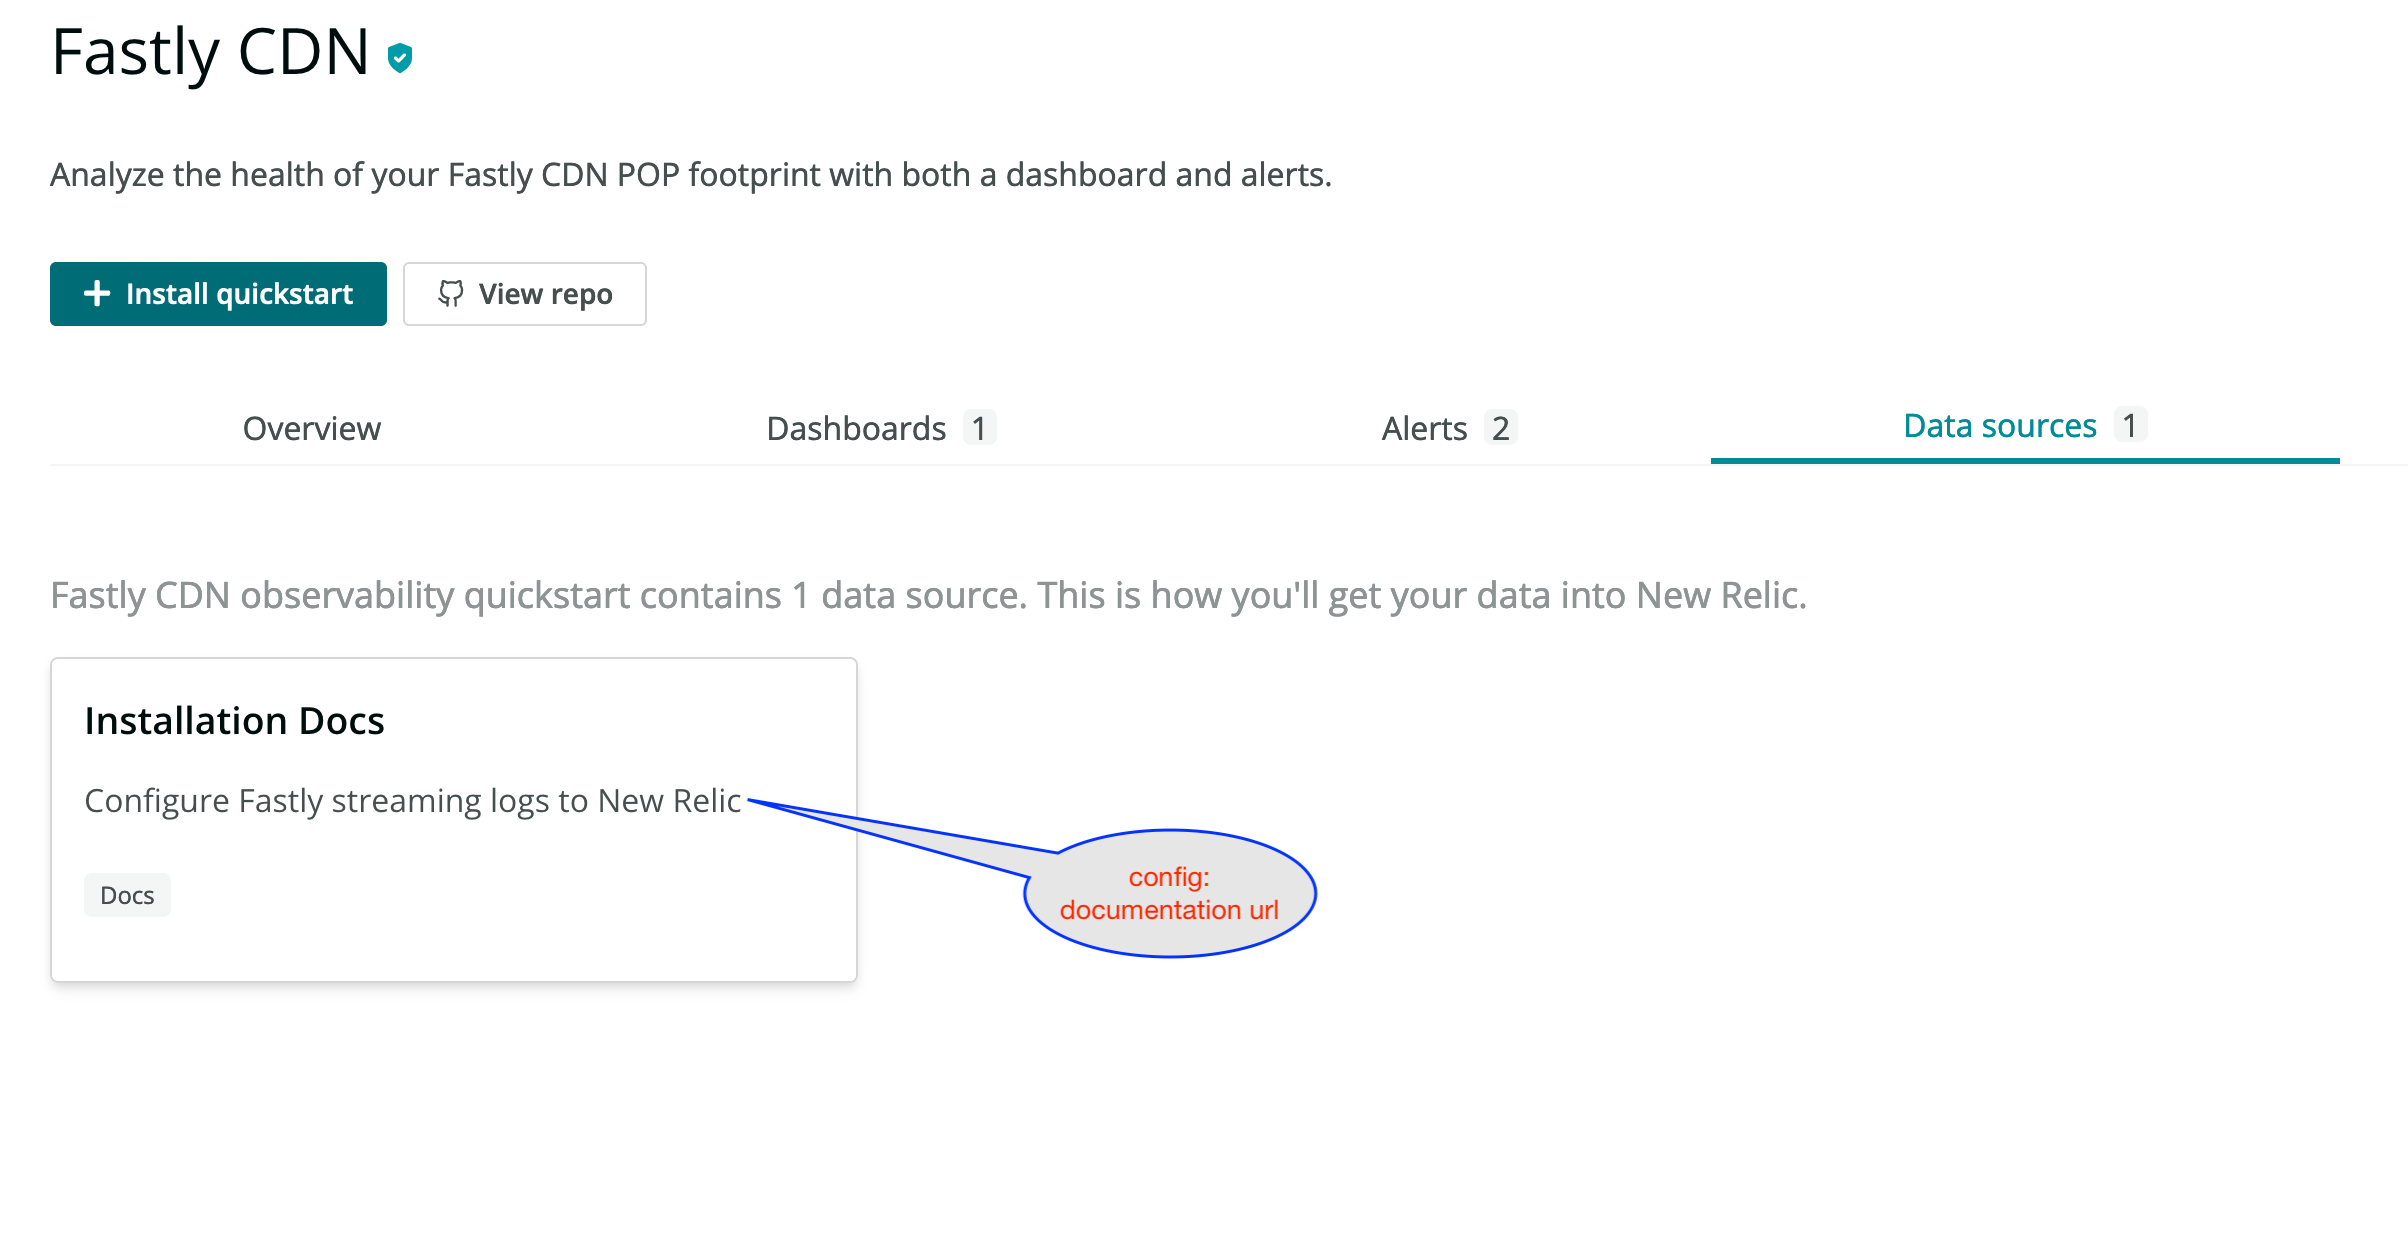 Fastly CDN
Analyze the health of your Fastly CDN POP footprint with both a dashboard and alerts.
Install quickstart
View repo
Overview
Dashboards 1
Alerts 2
Data sources 1
Fastly CDN observability quickstart contains 1 data source. This is how you'll get your data into New Relic.
Installation Docs
Configure Fastly streaming logs to New Relic
config:
documentation url
Docs